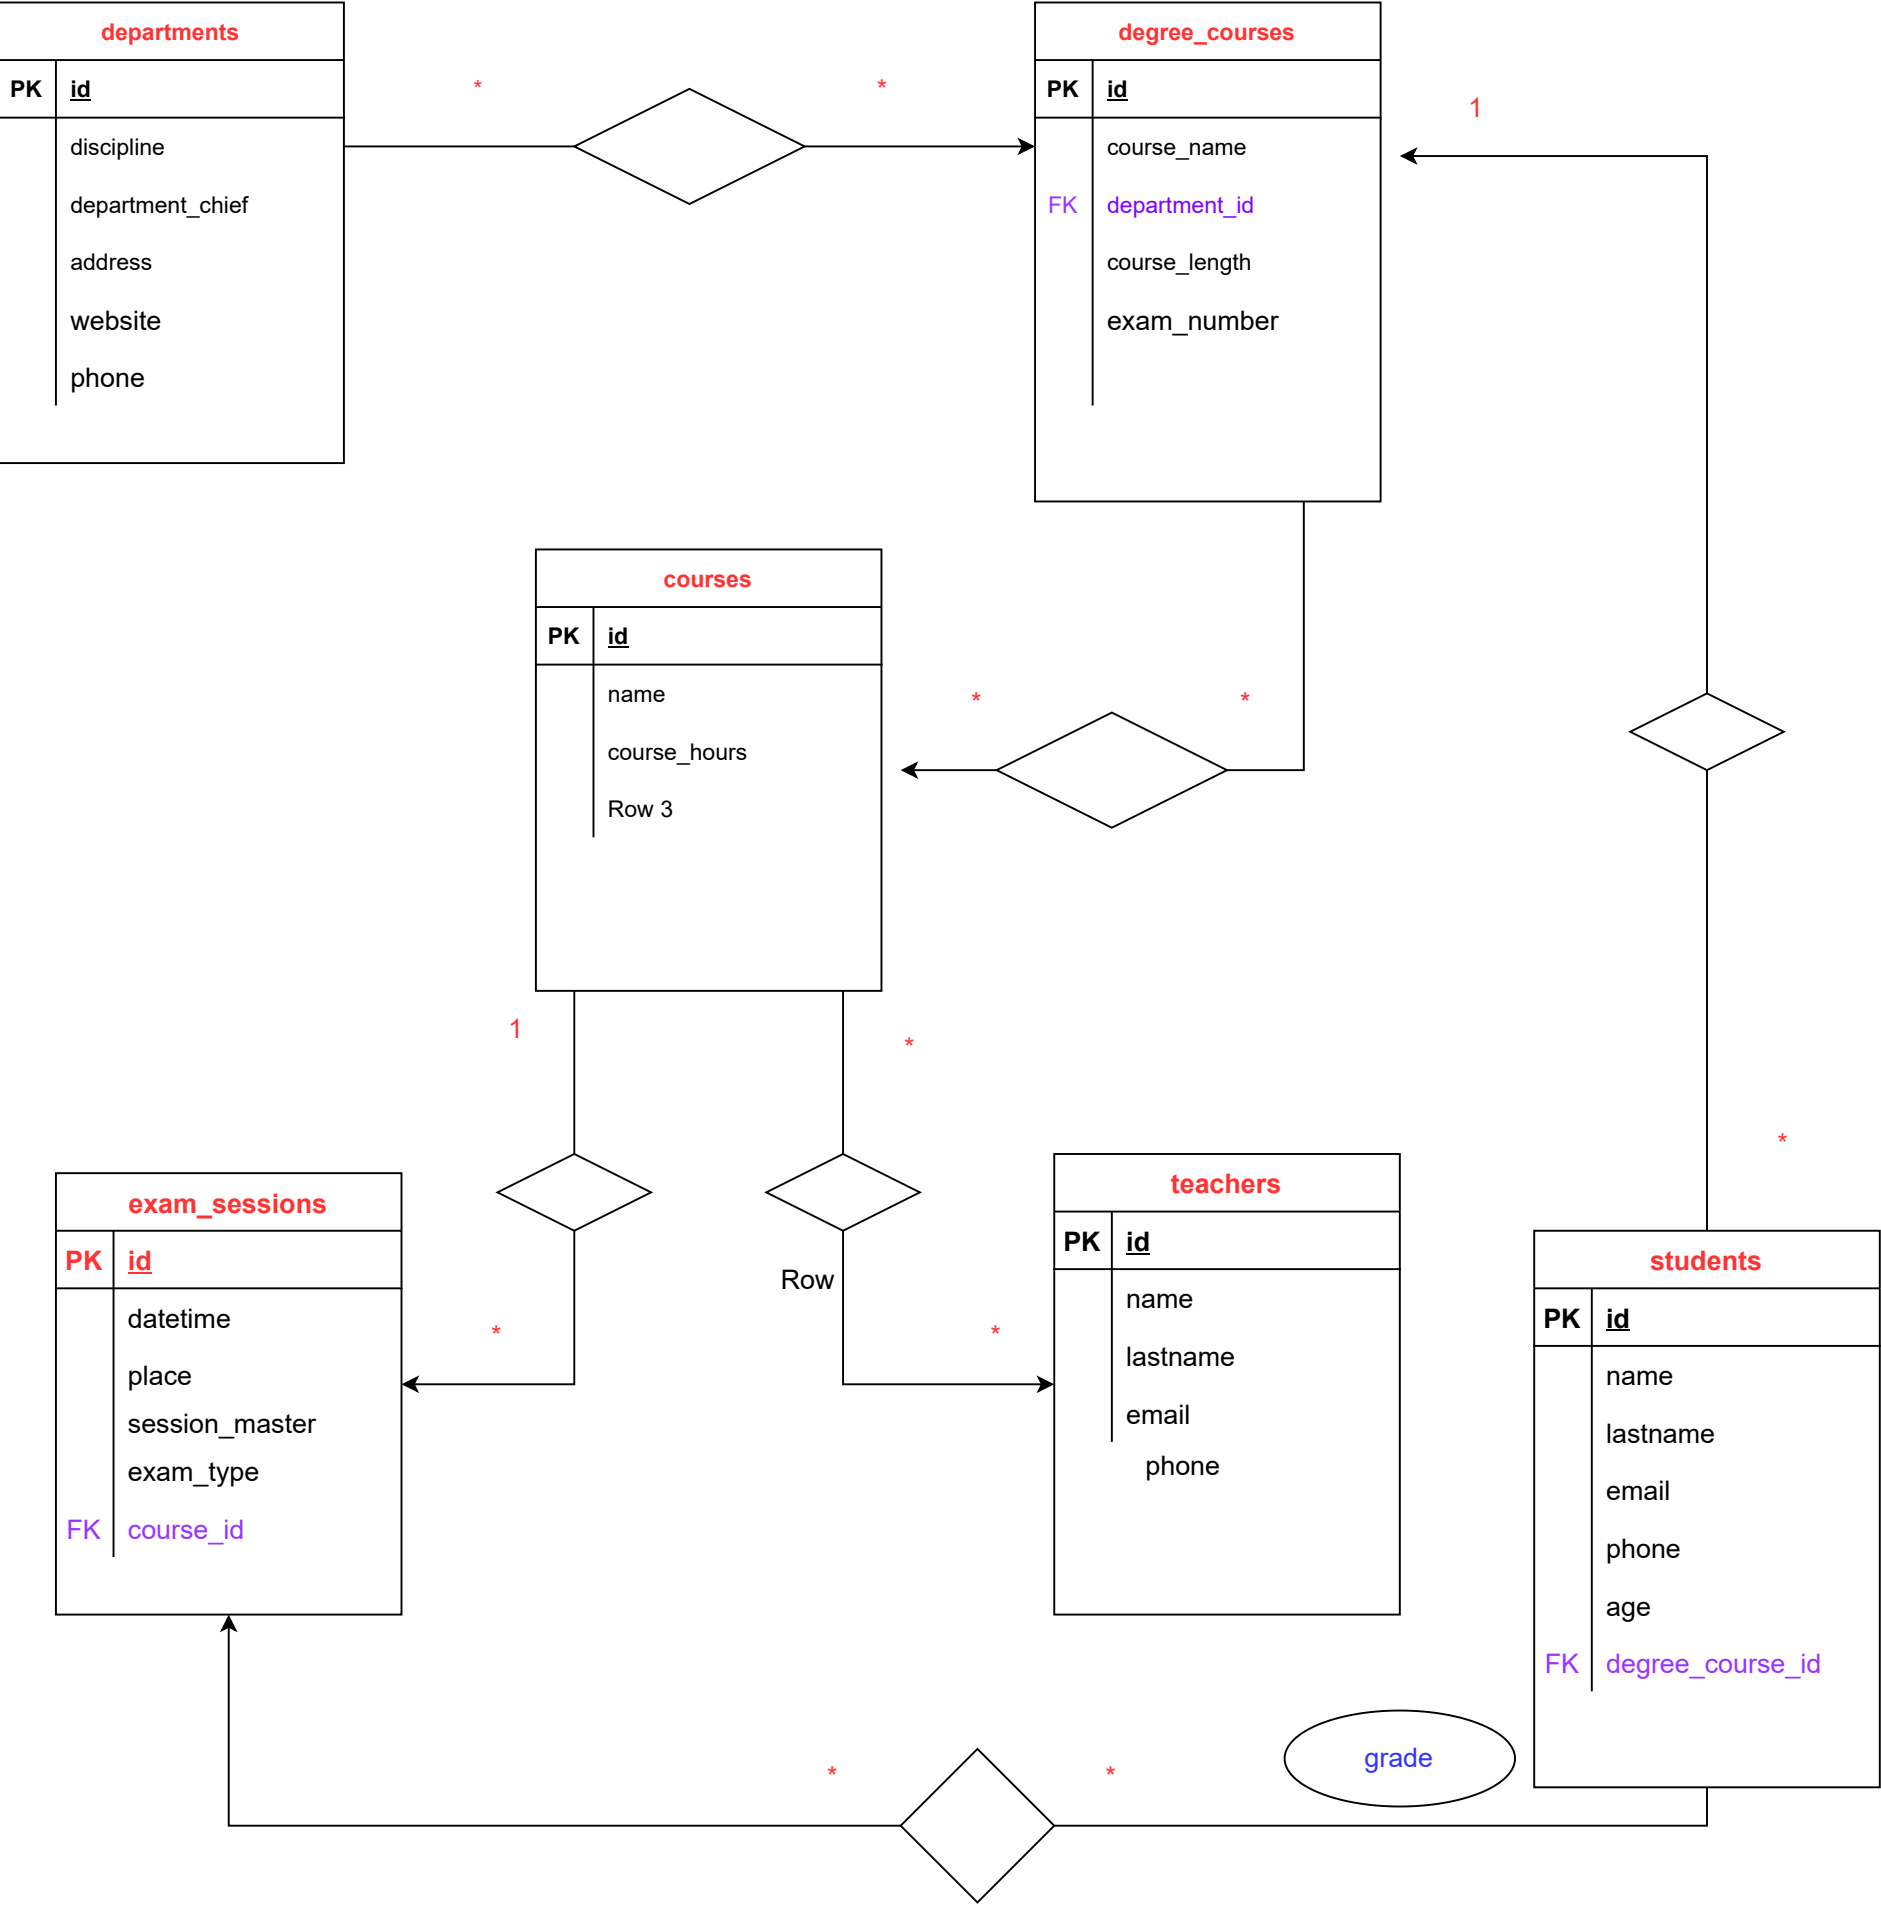 departments
PK id
discipline
department_chief
address
website
phone
* *
degree_courses
PK id
course_name
FK department_id
course_length
exam_number
1
courses
PK id
name
course_hours
Row 3
* *
1
*
*
Row
*
*
exam_sessions
PK id
datetime
place
session_master
exam_type
FK course_id
teachers
PK id
name
lastname
email
phone
students
PK id
name
lastname
email
phone
age
FK degree_course_id
grade
* *